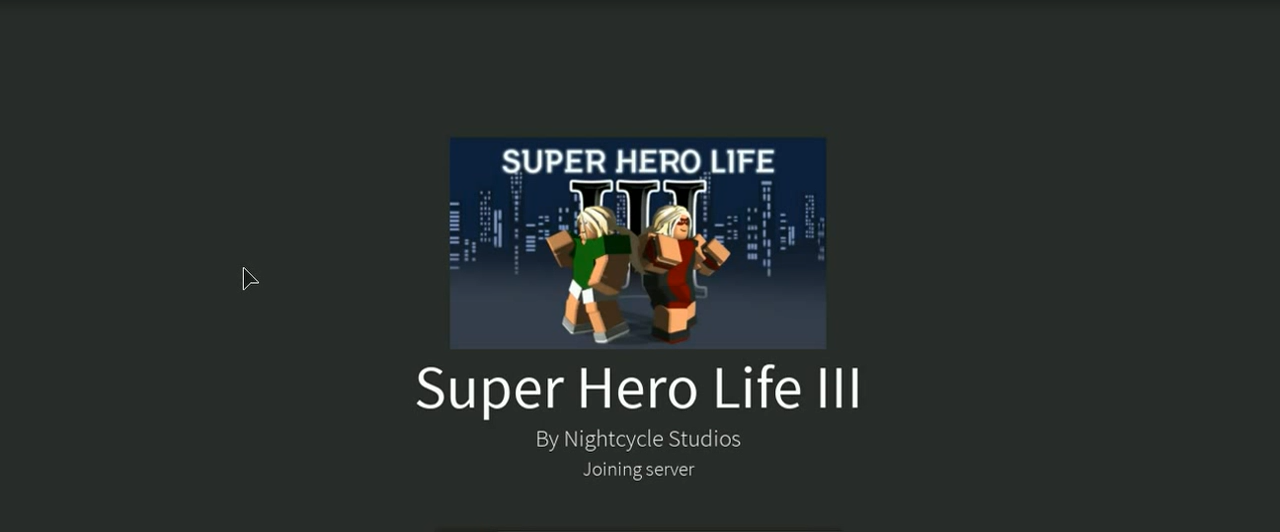 SUPER HERO LIFE
III
Super Hero Life III
By Nightcycle Studios
Joining server